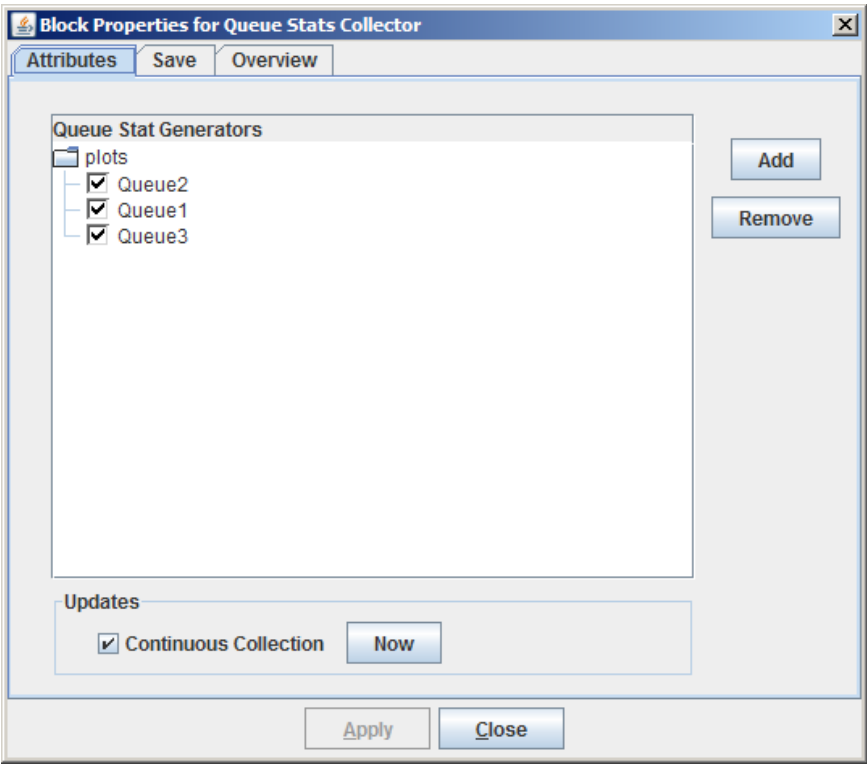 Block Properties for Queue Stats Collector
Attributes Save Overview
Queue Stat Generators
plots
Queue2
Queue1
Queue3
Add
Remove
Updates
Continuous Collection Now
Apply Close